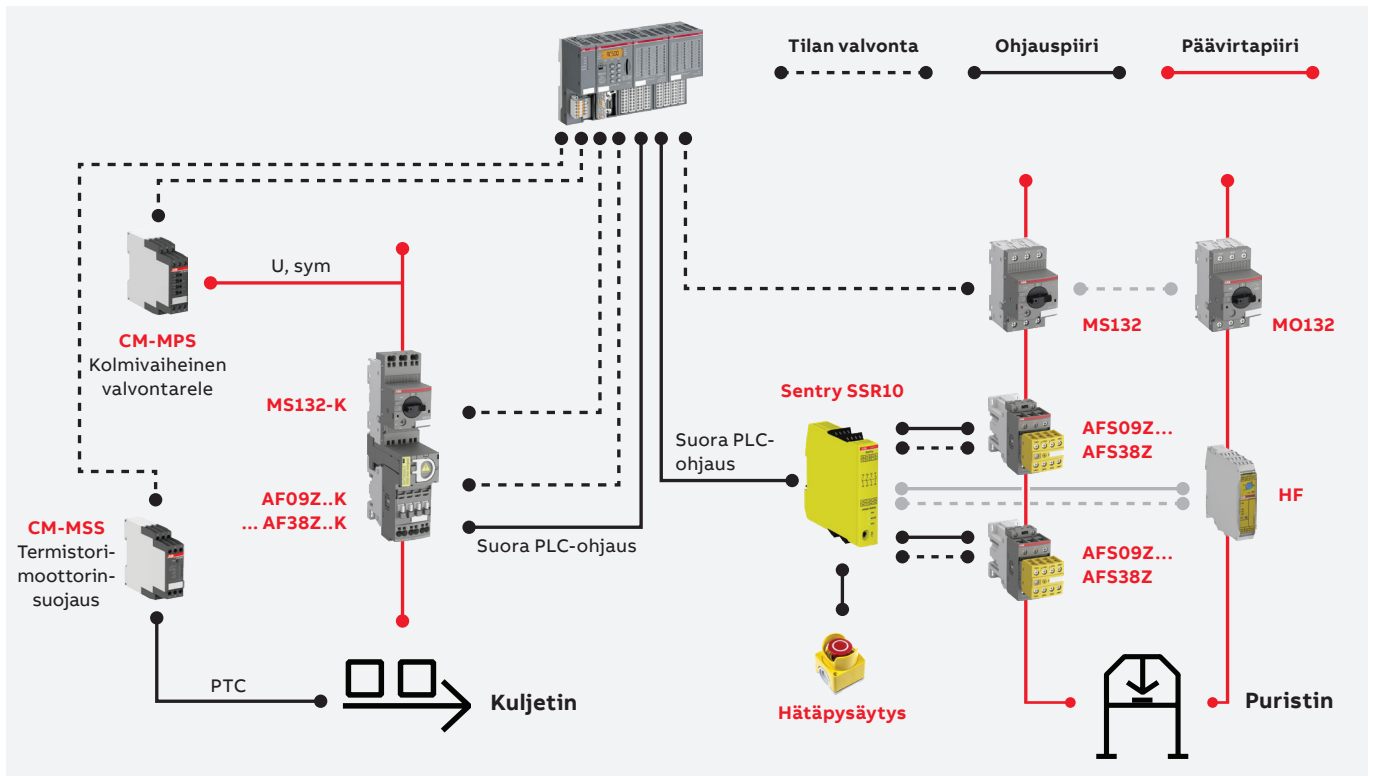 Tilan valvonta
Ohjauspiiri
Päävirtapiiri
U, sym
CM-MPS
Kolmivaiheinen
valvontarele
MS132-K
AF09Z..K
... AF38Z..K
Suora PLC-ohjaus
CM-MSS
Termistori-
moottorin-
suojaus
PTC
Kuljetin
Sentry SSR10
Suora PLC-
ohjaus
Hätäpysäytys
MS132
MO132
AFS09Z...
AFS38Z
HF
AFS09Z...
AFS38Z
Puristin